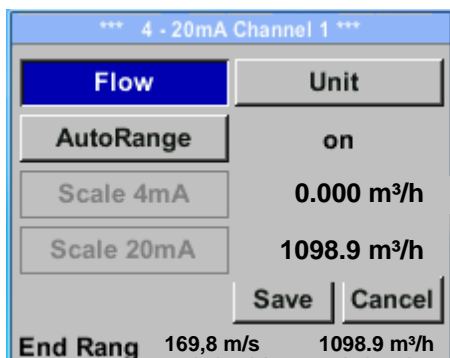 *** 4 - 20mA Channel 1 ***
Flow Unit
AutoRange on
Scale 4mA 0.000 m³/h
Scale 20mA 1098.9 m³/h
Save Cancel
End Rang 169,8 m/s 1098.9 m³/h